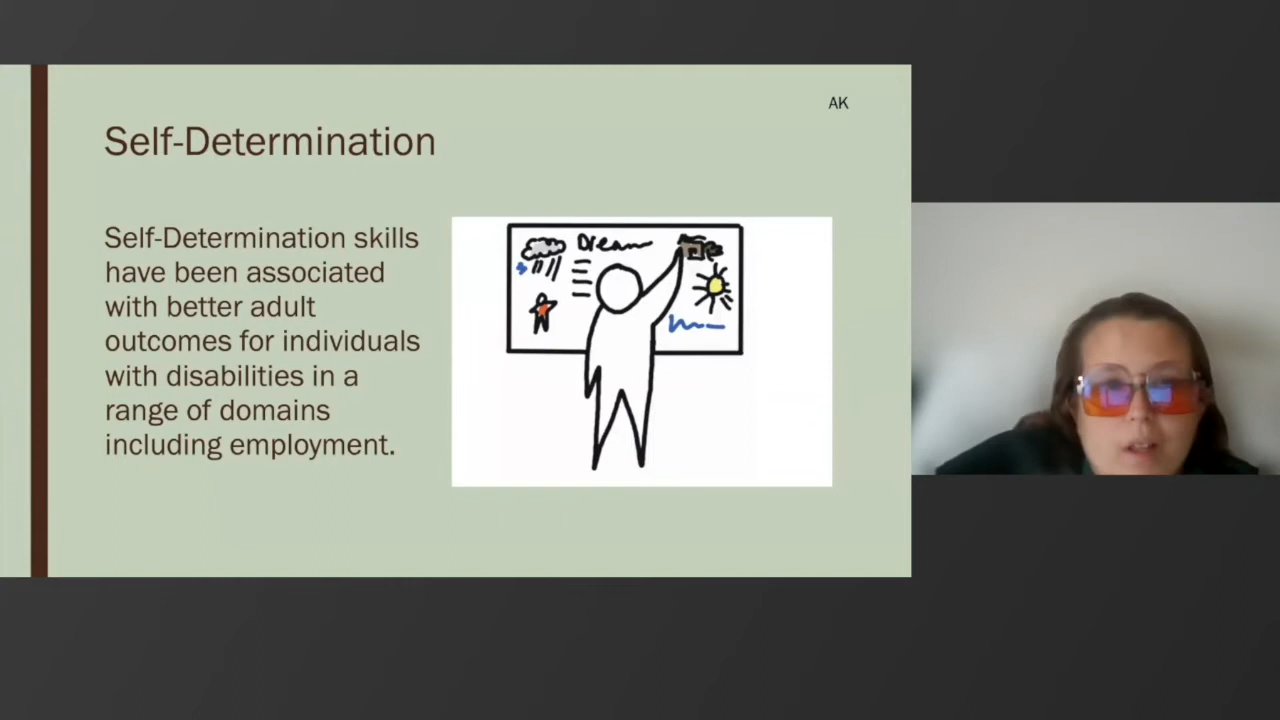 AK
Self-Determination
Self-Determination skills
have been associated
with better adult
outcomes for individuals
with disabilities in a
range of domains
including employment.
Dream